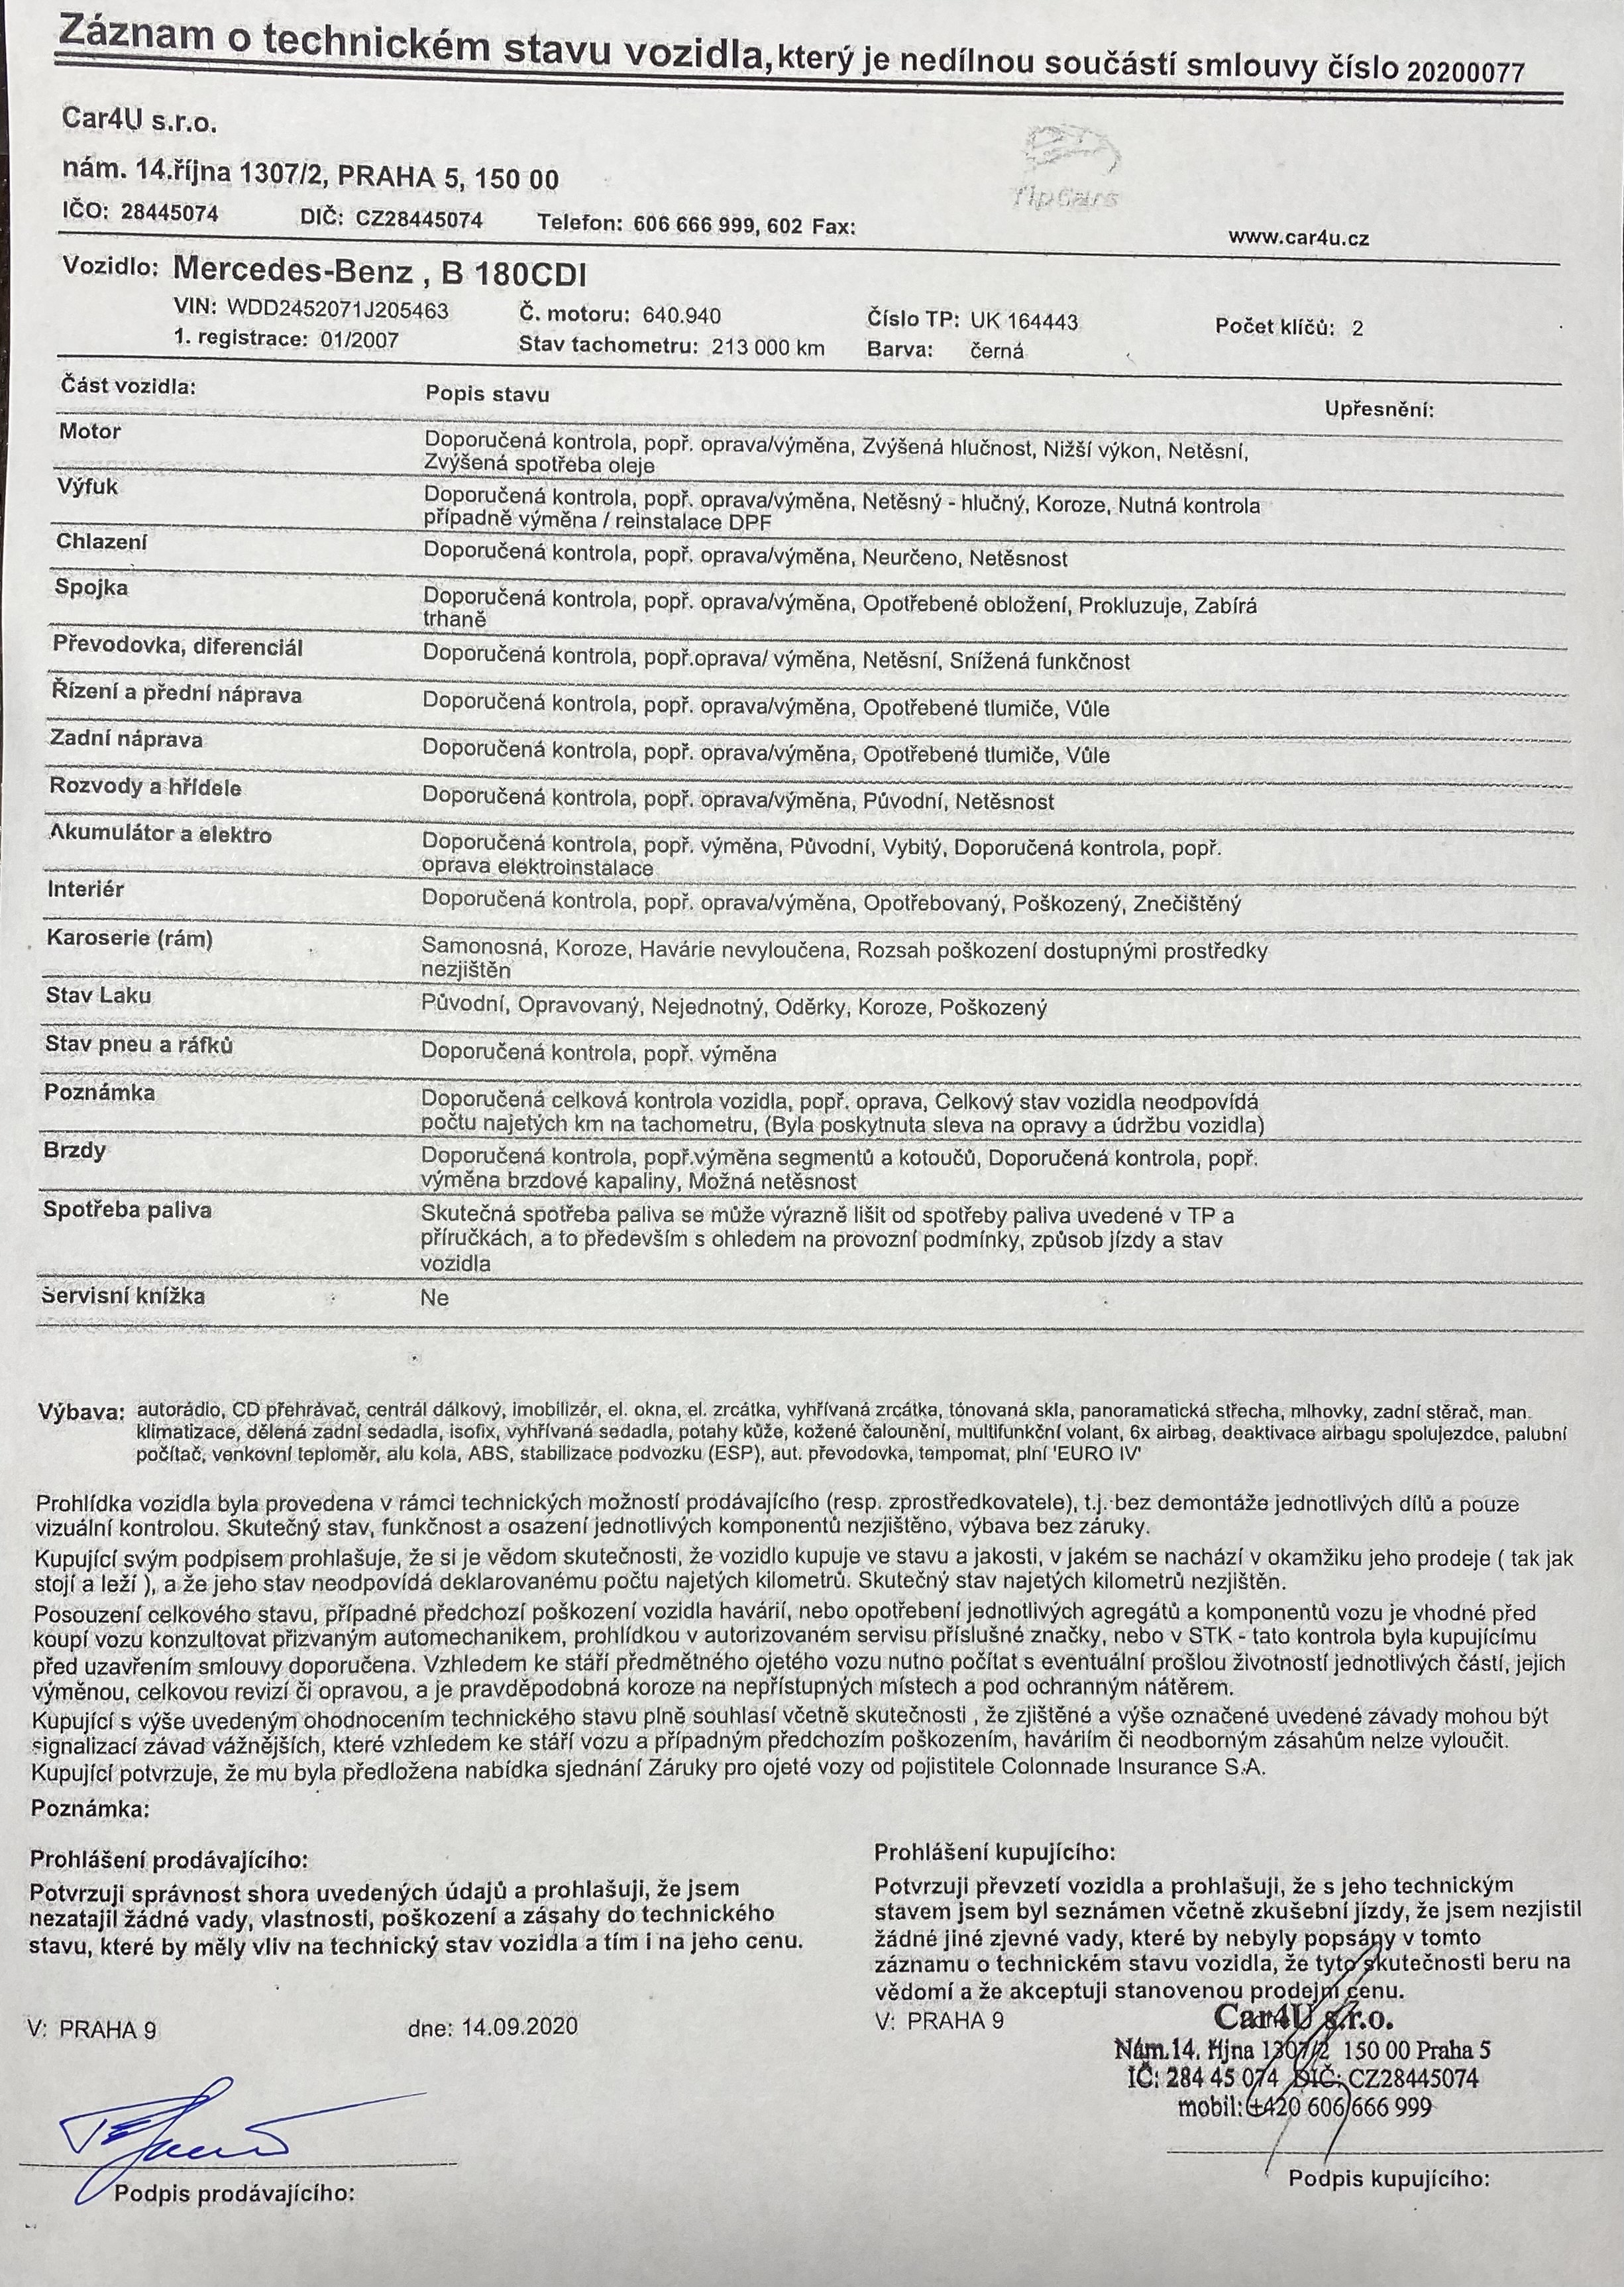 Záznam o technickém stavu vozidla, který je nedílnou součástí smlouvy číslo 20200077
Car4U s.r.o.
nám. 14.října 1307/2, PRAHA 5, 150 00
TipCars
IČO: 28445074 DIČ: CZ28445074 Telefon: 606 666 999, 602 Fax: www.car4u.cz
Vozidlo: Mercedes-Benz , B 180CDI
VIN: WDD2452071J205463 Č. motoru: 640.940 Číslo TP: UK 164443 Počet klíčů: 2
1. registrace: 01/2007 Stav tachometru: 213 000 km Barva: černá
Část vozidla: Popis stavu Upřesnění:
Motor Doporučená kontrola, popř. oprava/výměna, Zvýšená hlučnost, Nižší výkon, Netěsní,
Zvýšená spotřeba oleje
Výfuk Doporučená kontrola, popř. oprava/výměna, Netěsný - hlučný, Koroze, Nutná kontrola
případně výměna / reinstalace DPF
Chlazení Doporučená kontrola, popř. oprava/výměna, Neurčeno, Netěsnost
Spojka Doporučená kontrola, popř. oprava/výměna, Opotřebené obložení, Prokluzuje, Zabírá
trhaně
Převodovka, diferenciál Doporučená kontrola, popř.oprava/ výměna, Netěsní, Snížená funkčnost
Řízení a přední náprava Doporučená kontrola, popř. oprava/výměna, Opotřebené tlumiče, Vůle
Zadní náprava Doporučená kontrola, popř. oprava/výměna, Opotřebené tlumiče, Vůle
Rozvody a hřídele Doporučená kontrola, popř. oprava/výměna, Původní, Netěsnost
Akumulátor a elektro Doporučená kontrola, popř. výměna, Původní, Vybitý, Doporučená kontrola, popř.
oprava elektroinstalace
Interiér Doporučená kontrola, popř. oprava/výměna, Opotřebovaný, Poškozený, Znečištěný
Karoserie (rám) Samonosná, Koroze, Havárie nevyloučena, Rozsah poškození dostupnými prostředky
nezjištěn
Stav Laku Původní, Opravovaný, Nejednotný, Oděrky, Koroze, Poškozený
Stav pneu a ráfků Doporučená kontrola, popř. výměna
Poznámka Doporučená celková kontrola vozidla, popř. oprava, Celkový stav vozidla neodpovídá
počtu najetých km na tachometru, (Byla poskytnuta sleva na opravy a údržbu vozidla)
Brzdy Doporučená kontrola, popř.výměna segmentů a kotoučů, Doporučená kontrola, popř.
výměna brzdové kapaliny, Možná netěsnost
Spotřeba paliva Skutečná spotřeba paliva se může výrazně lišit od spotřeby paliva uvedené v TP a
příručkách, a to především s ohledem na provozní podmínky, způsob jízdy a stav
vozidla
Servisní knížka Ne
Výbava: autorádio, CD přehrávač, centrál dálkový, imobilizér, el. okna, el. zrcátka, vyhřívaná zrcátka, tónovaná skla, panoramatická střecha, mlhovky, zadní stěrač, man.
klimatizace, dělená zadní sedadla, isofix, vyhřívaná sedadla, potahy kůže, kožené čalounění, multifunkční volant, 6x airbag, deaktivace airbagu spolujezdce, palubní
počítač, venkovní teploměr, alu kola, ABS, stabilizace podvozku (ESP), aut. převodovka, tempomat, plní 'EURO IV'
Prohlídka vozidla byla provedena v rámci technických možností prodávajícího (resp. zprostředkovatele), t.j. bez demontáže jednotlivých dílů a pouze
vizuální kontrolou. Skutečný stav, funkčnost a osazení jednotlivých komponentů nezjištěno, výbava bez záruky.
Kupující svým podpisem prohlašuje, že si je vědom skutečnosti, že vozidlo kupuje ve stavu a jakosti, v jakém se nachází v okamžiku jeho prodeje ( tak jak
stojí a leží ), a že jeho stav neodpovídá deklarovanému počtu najetých kilometrů. Skutečný stav najetých kilometrů nezjištěn.
Posouzení celkového stavu, případné předchozí poškození vozidla havárií, nebo opotřebení jednotlivých agregátů a komponentů vozu je vhodné před
koupí vozu konzultovat přizvaným automechanikem, prohlídkou v autorizovaném servisu příslušné značky, nebo v STK - tato kontrola byla kupujícímu
před uzavřením smlouvy doporučena. Vzhledem ke stáří předmětného ojetého vozu nutno počítat s eventuální prošlou životností jednotlivých částí, jejich
výměnou, celkovou revizí či opravou, a je pravděpodobná koroze na nepřístupných místech a pod ochranným nátěrem.
Kupující s výše uvedeným ohodnocením technického stavu plně souhlasí včetně skutečnosti , že zjištěné a výše označené uvedené závady mohou být
signalizací závad vážnějších, které vzhledem ke stáří vozu a případným předchozím poškozením, haváriím či neodborným zásahům nelze vyloučit.
Kupující potvrzuje, že mu byla předložena nabídka sjednání Záruky pro ojeté vozy od pojistitele Colonnade Insurance S.A.
Poznámka:
Prohlášení prodávajícího:
Potvrzuji správnost shora uvedených údajů a prohlašuji, že jsem
nezatajil žádné vady, vlastnosti, poškození a zásahy do technického
stavu, které by měly vliv na technický stav vozidla a tím i na jeho cenu.
V: PRAHA 9 dne: 14.09.2020
Podpis prodávajícího:
Prohlášení kupujícího:
Potvrzuji převzetí vozidla a prohlašuji, že s jeho technickým
stavem jsem byl seznámen včetně zkušební jízdy, že jsem nezjistil
žádné jiné zjevné vady, které by nebyly popsány v tomto
záznamu o technickém stavu vozidla, že tyto skutečnosti beru na
vědomí a že akceptuji stanovenou prodejní cenu.
V: PRAHA 9
Car4U s.r.o.
Nám.14. října 1307/2 150 00 Praha 5
IČ: 284 45 074 DIČ: CZ28445074
mobil: +420 606 666 999
Podpis kupujícího: